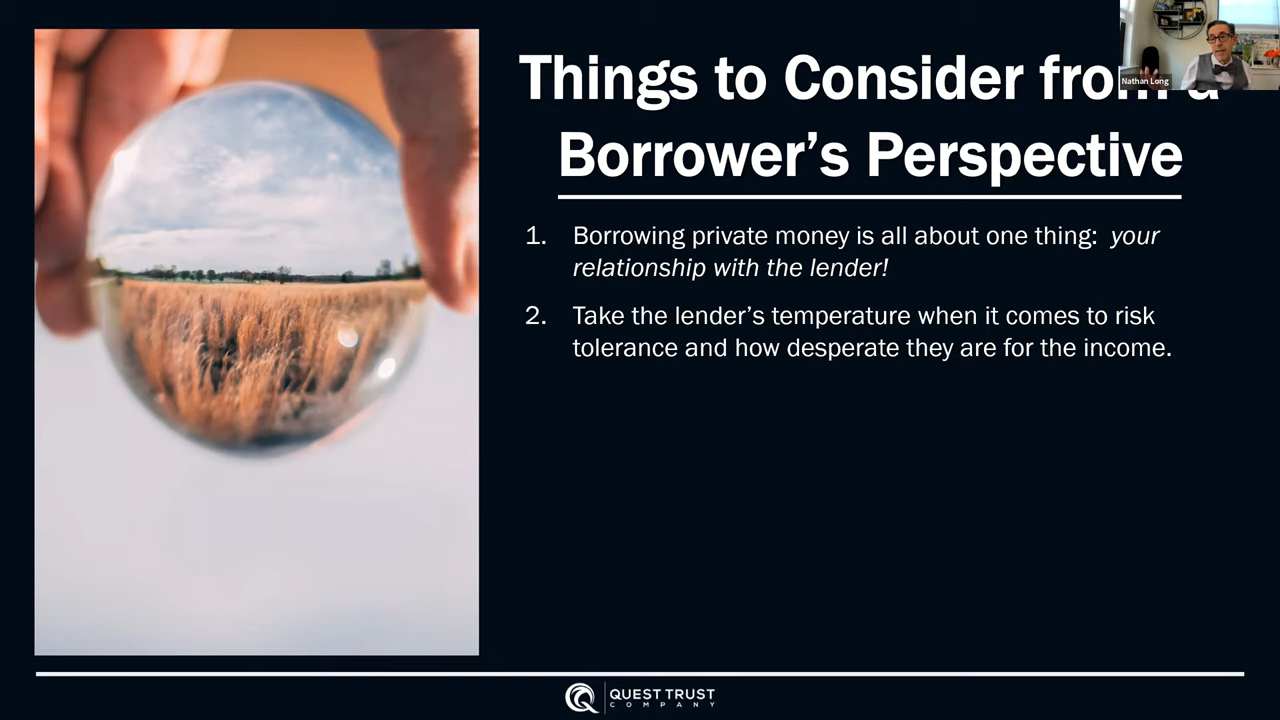 Things to Consider from a
Nathan Long
Borrower’s Perspective
1. Borrowing private money is all about one thing: your
relationship with the lender!
2. Take the lender’s temperature when it comes to risk
tolerance and how desperate they are for the income.
QUEST TRUST
COMPANY